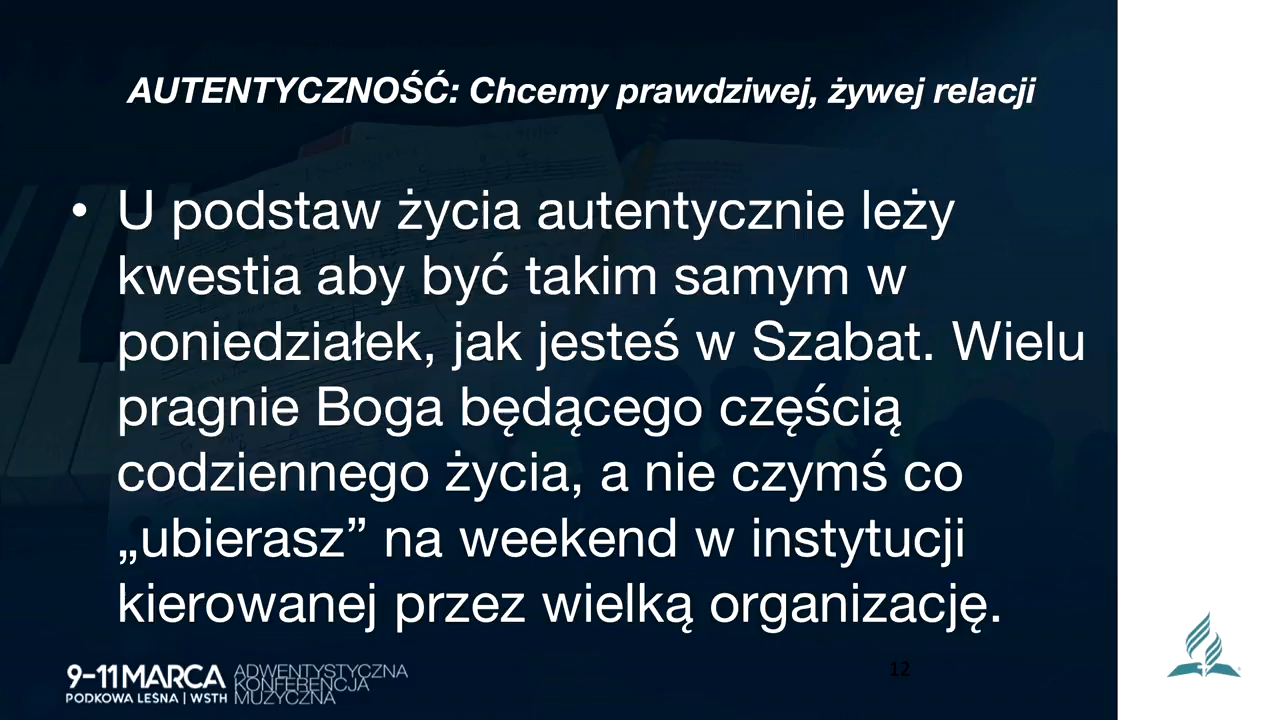 AUTENTYCZNOŚĆ: Chcemy prawdziwej, żywej relacji
• U podstaw życia autentycznie leży
kwestia aby być takim samym w
poniedziałek, jak jesteś w Szabat. Wielu
pragnie Boga będącego częścią
codziennego życia, a nie czymś co
„ubierasz” na weekend w instytucji
kierowanej przez wielką organizację.
9-11 MARCA
PODKOWA LEŚNA | WSTH
ADWENTYSTYCZNA
KONFERENCJA
MUZYCZNA
12